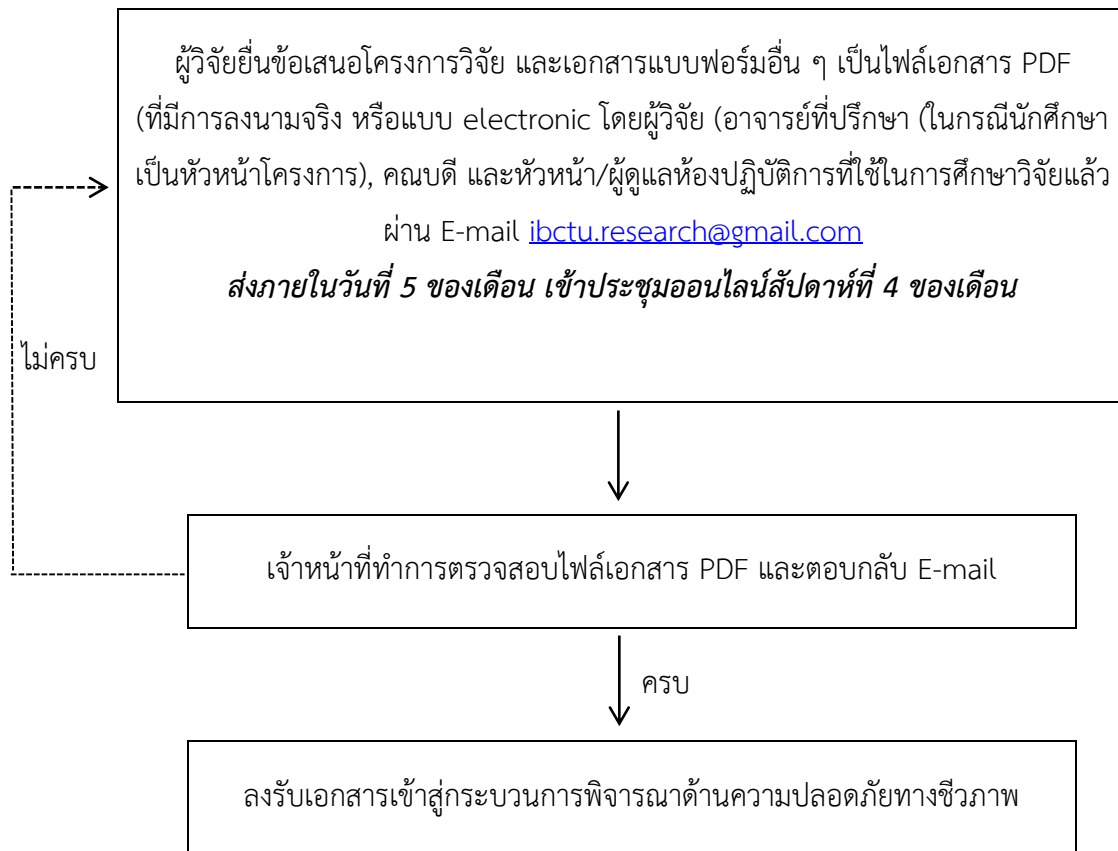 ผู้วิจัยยื่นข้อเสนอโครงการวิจัย และเอกสารแบบฟอร์มอื่น ๆ เป็นไฟล์เอกสาร PDF
(ที่มีการลงนามจริง หรือแบบ electronic โดยผู้วิจัย (อาจารย์ที่ปรึกษา (ในกรณีนักศึกษา
เป็นหัวหน้าโครงการ), คณบดี และหัวหน้า/ผู้ดูแลห้องปฏิบัติการที่ใช้ในการศึกษาวิจัยแล้ว
ผ่าน E-mail ibctu.research@gmail.com
ส่งภายในวันที่ 5 ของเดือน เข้าประชุมออนไลน์สัปดาห์ที่ 4 ของเดือน
ไม่ครบ
เจ้าหน้าที่ทำการตรวจสอบไฟล์เอกสาร PDF และตอบกลับ E-mail
ครบ
ลงรับเอกสารเข้าสู่กระบวนการพิจารณาด้านความปลอดภัยทางชีวภาพ